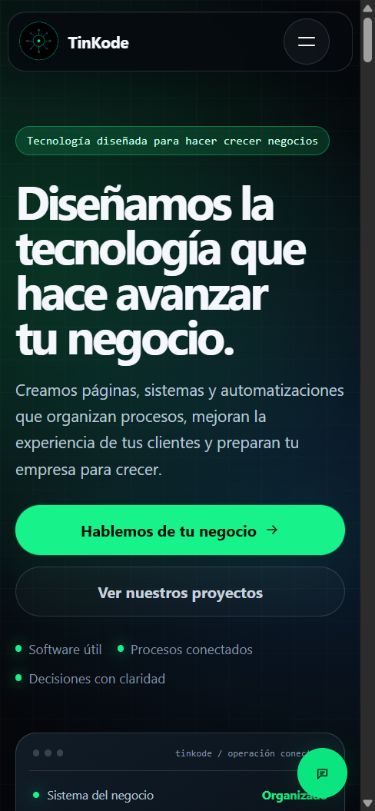 TinKode
Tecnología diseñada para hacer crecer negocios
Diseñamos la
tecnología que
hace avanzar
tu negocio.
Creamos páginas, sistemas y automatizaciones
que organizan procesos, mejoran la
experiencia de tus clientes y preparan tu
empresa para crecer.
Hablemos de tu negocio →
Ver nuestros proyectos
Software útil
Procesos conectados
Decisiones con claridad
tinkode / operación
Sistema del negocio